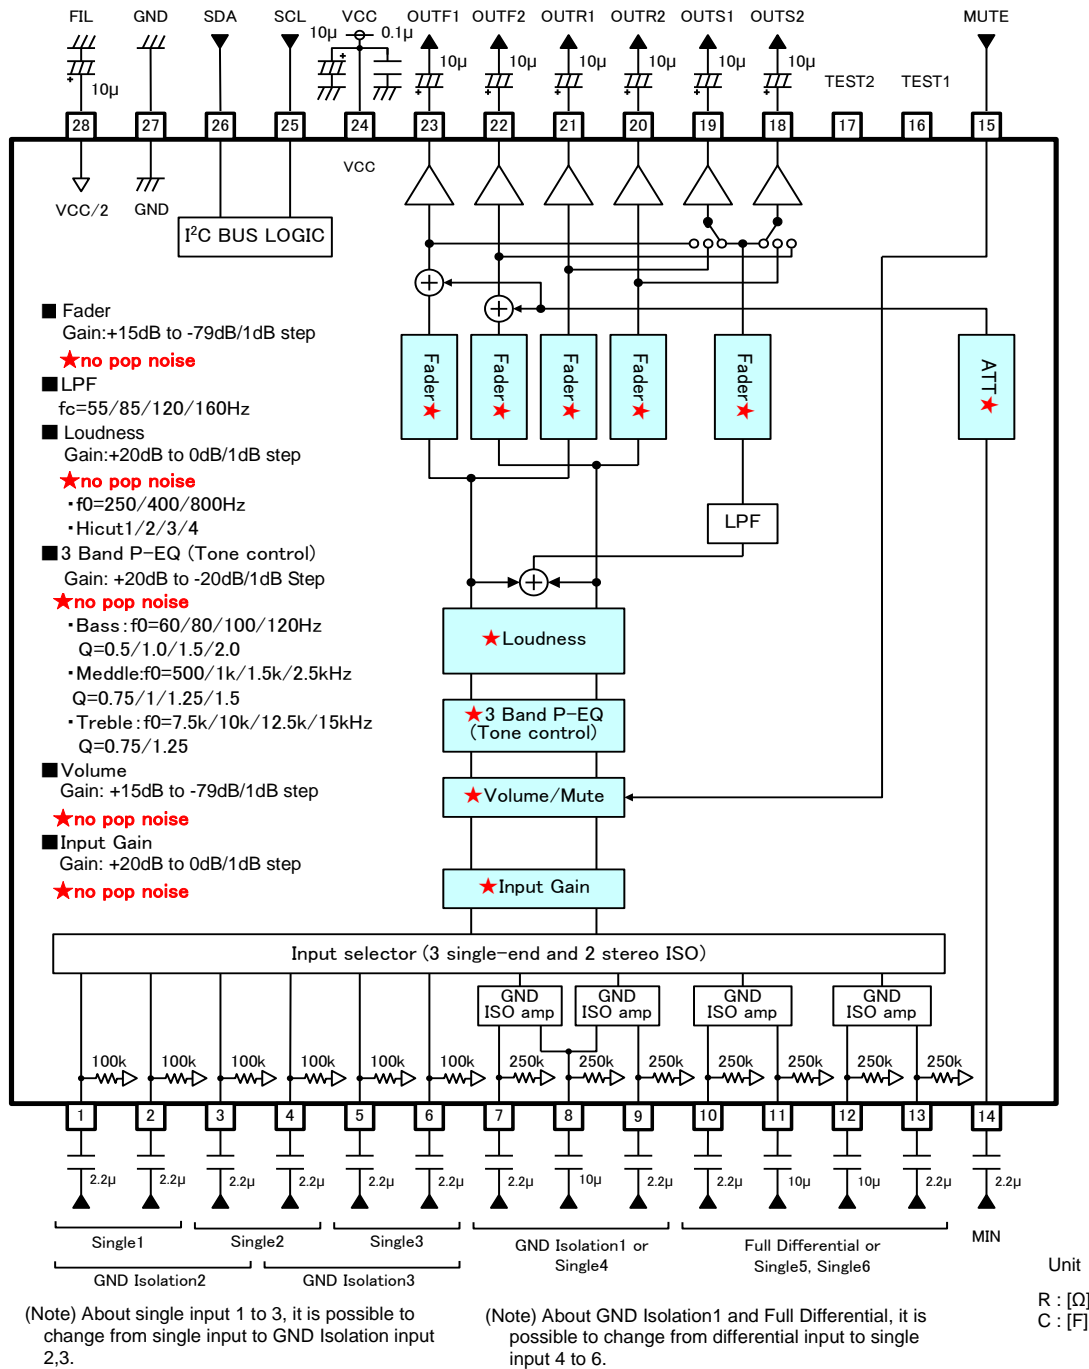 FIL GND SDA SCL VCC OUTF1 OUTF2 OUTR1 OUTR2 OUTS1 OUTS2 MUTE
10μ 0.1μ
10μ 10μ 10μ 10μ 10μ 10μ
+ + + + + + + +
10μ
TEST2 TEST1
28 27 26 25 24 23 22 21 20 19 18 17 16 15
VCC
VCC/2 GND
I²C BUS LOGIC
■ Fader
Gain:+15dB to -79dB/1dB step
★no pop noise
■ LPF
fc=55/85/120/160Hz
■ Loudness
Gain:+20dB to 0dB/1dB step
★no pop noise
・f0=250/400/800Hz
・Hicut1/2/3/4
■3 Band P-EQ (Tone control)
Gain: +20dB to -20dB/1dB Step
★no pop noise
・Bass:f0=60/80/100/120Hz
Q=0.5/1.0/1.5/2.0
・Meddle:f0=500/1k/1.5k/2.5kHz
Q=0.75/1/1.25/1.5
・Treble:f0=7.5k/10k/12.5k/15kHz
Q=0.75/1.25
■Volume
Gain: +15dB to -79dB/1dB step
★no pop noise
■Input Gain
Gain: +20dB to 0dB/1dB step
★no pop noise
+
+
Fader★ Fader★ Fader★ Fader★ Fader★ ATT★
LPF
+
★Loudness
★3 Band P-EQ
(Tone control)
★Volume/Mute
★Input Gain
Input selector (3 single-end and 2 stereo ISO)
GND
ISO amp
GND
ISO amp
GND
ISO amp
GND
ISO amp
100k 100k 100k 100k 100k 100k 250k 250k 250k 250k 250k 250k 250k
1 2 3 4 5 6 7 8 9 10 11 12 13 14
2.2μ 2.2μ 2.2μ 2.2μ 2.2μ 2.2μ 2.2μ 10μ 2.2μ 2.2μ 10μ 10μ 2.2μ 2.2μ
Single1 Single2 Single3
GND Isolation1 or
Single4
Full Differential or
Single5, Single6
MIN
GND Isolation2 GND Isolation3
Unit
R : [Ω]
C : [F]
(Note) About single input 1 to 3, it is possible to
change from single input to GND Isolation input
2,3.
(Note) About GND Isolation1 and Full Differential, it is
possible to change from differential input to single
input 4 to 6.